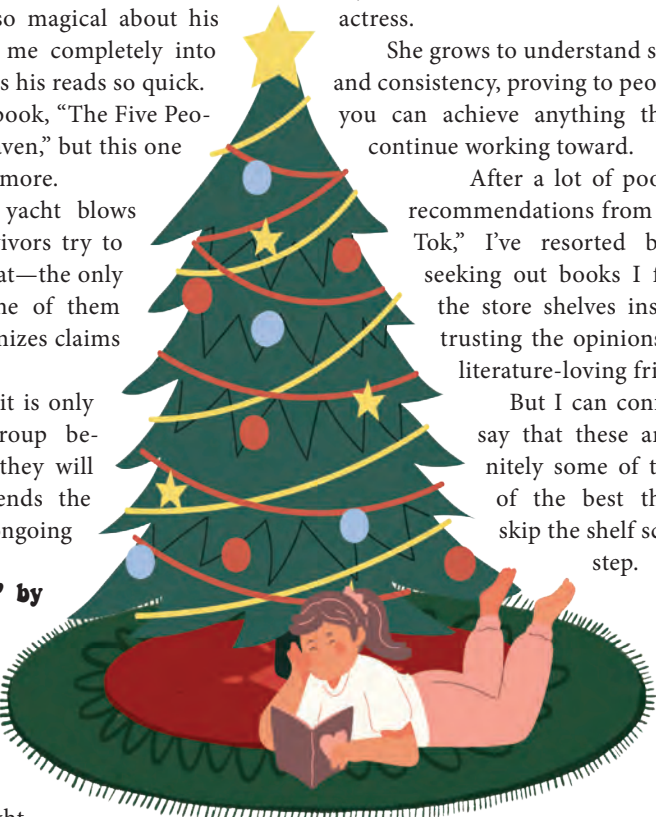 so magical about his
me completely into
s his reads so quick.
book, “The Five Peo-
aven,” but this one
more.
yacht blows
vivors try to
at—the only
ne of them
nizes claims
it is only
roup be-
they will
ends the
ngoing
” by
ght
actress.
She grows to understand s
and consistency, proving to peo
you can achieve anything th
continue working toward.
After a lot of poo
recommendations from
Tok,” I’ve resorted b
seeking out books I f
the store shelves ins
trusting the opinions
literature-loving fri
But I can conf
say that these ar
nitely some of t
of the best th
skip the shelf sc
step.